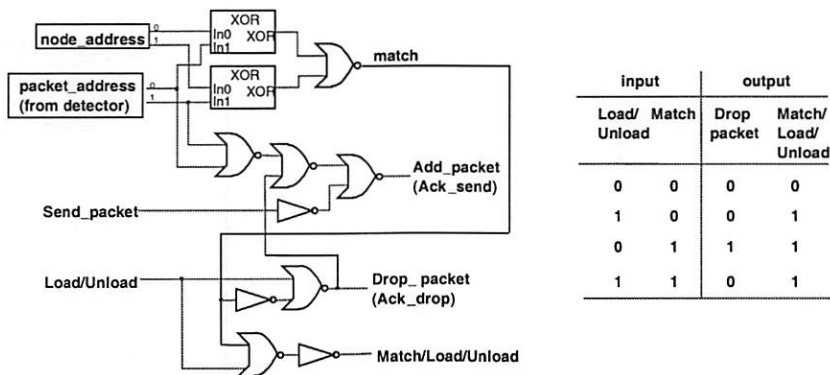 XOR
node_address
0
1
In0
In1
XOR
match
XOR
packet_address
(from detector)
0
1
In0
In1
XOR
Add_packet
(Ack_send)
Send_packet
Load/Unload
Drop_ packet
(Ack_drop)
Match/Load/Unload
input output
Load/ Match Drop Match/
Unload packet Load/
Unload
0 0 0 0
1 0 0 1
0 1 1 1
1 1 0 1